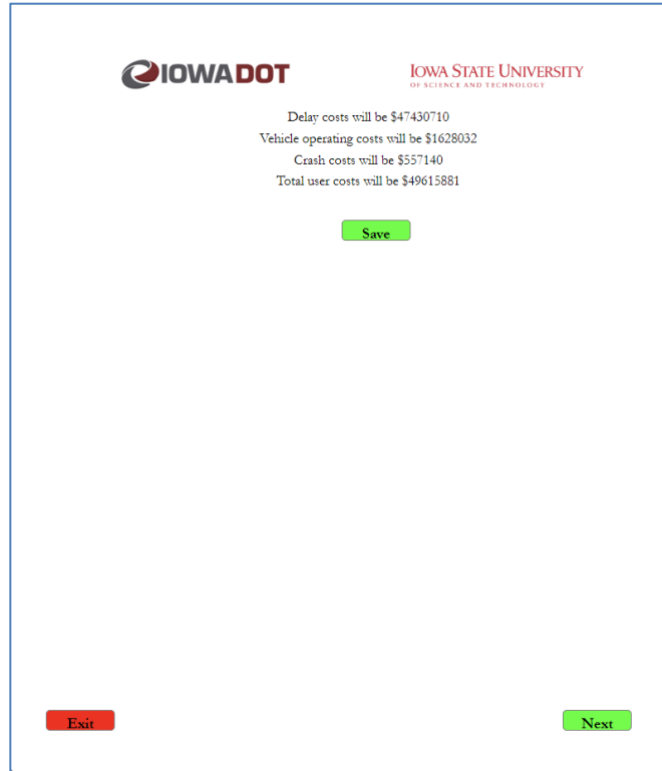 IOWADOT
IOWA STATE UNIVERSITY
OF SCIENCE AND TECHNOLOGY
Delay costs will be $47430710
Vehicle operating costs will be $1628032
Crash costs will be $557140
Total user costs will be $49615881
Save
Exit
Next